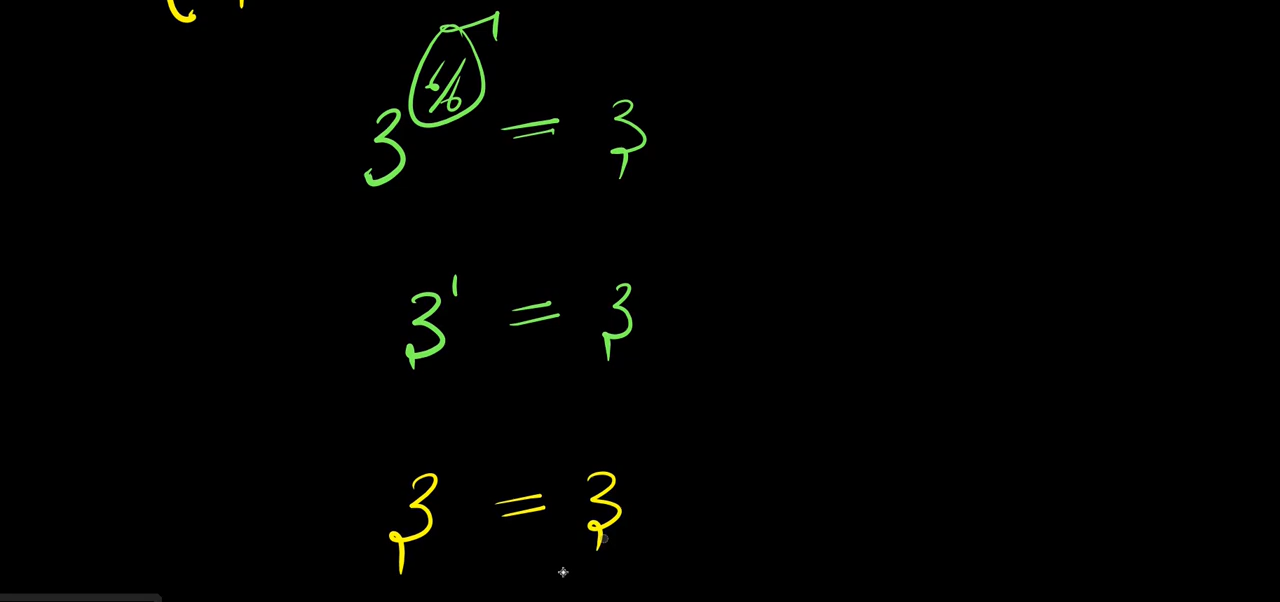 3^{6/6} = 3
3^1 = 3
3 = 3